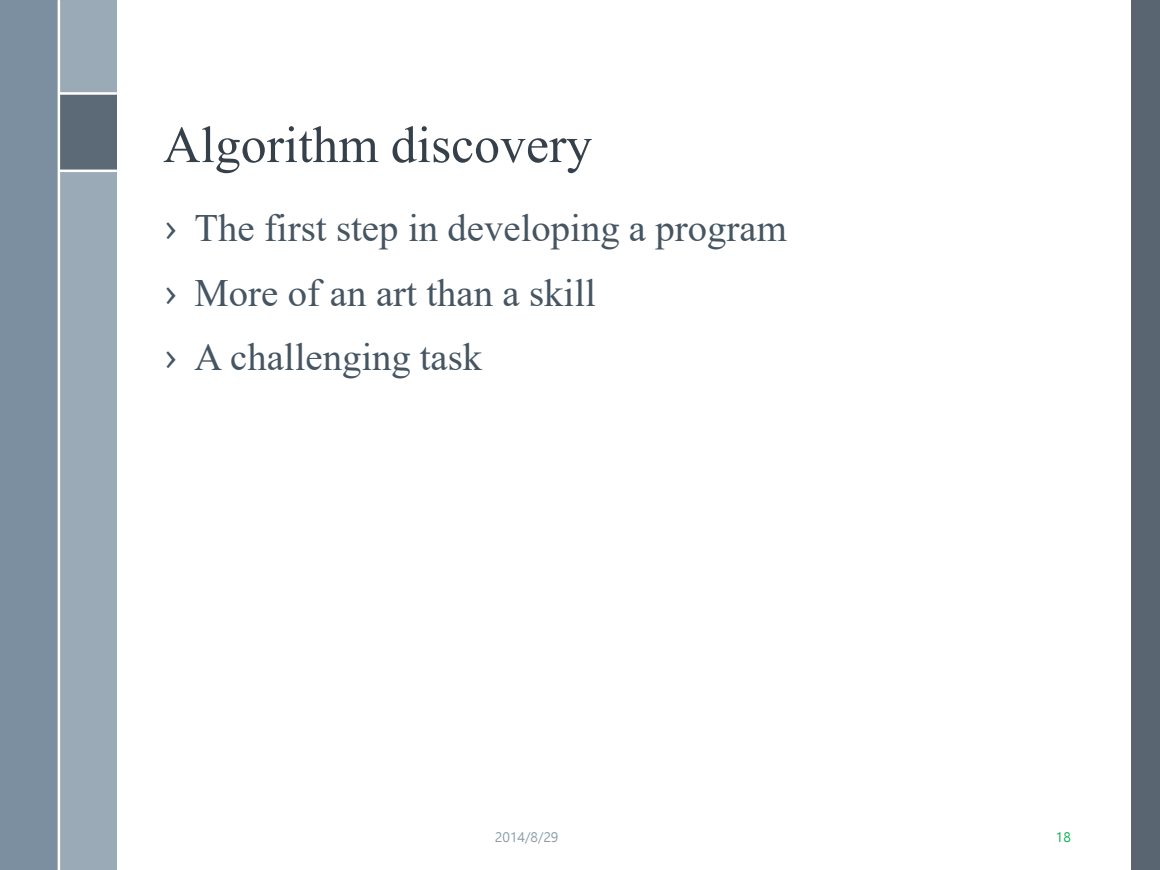 Algorithm discovery
› The first step in developing a program
› More of an art than a skill
› A challenging task
2014/8/29
18